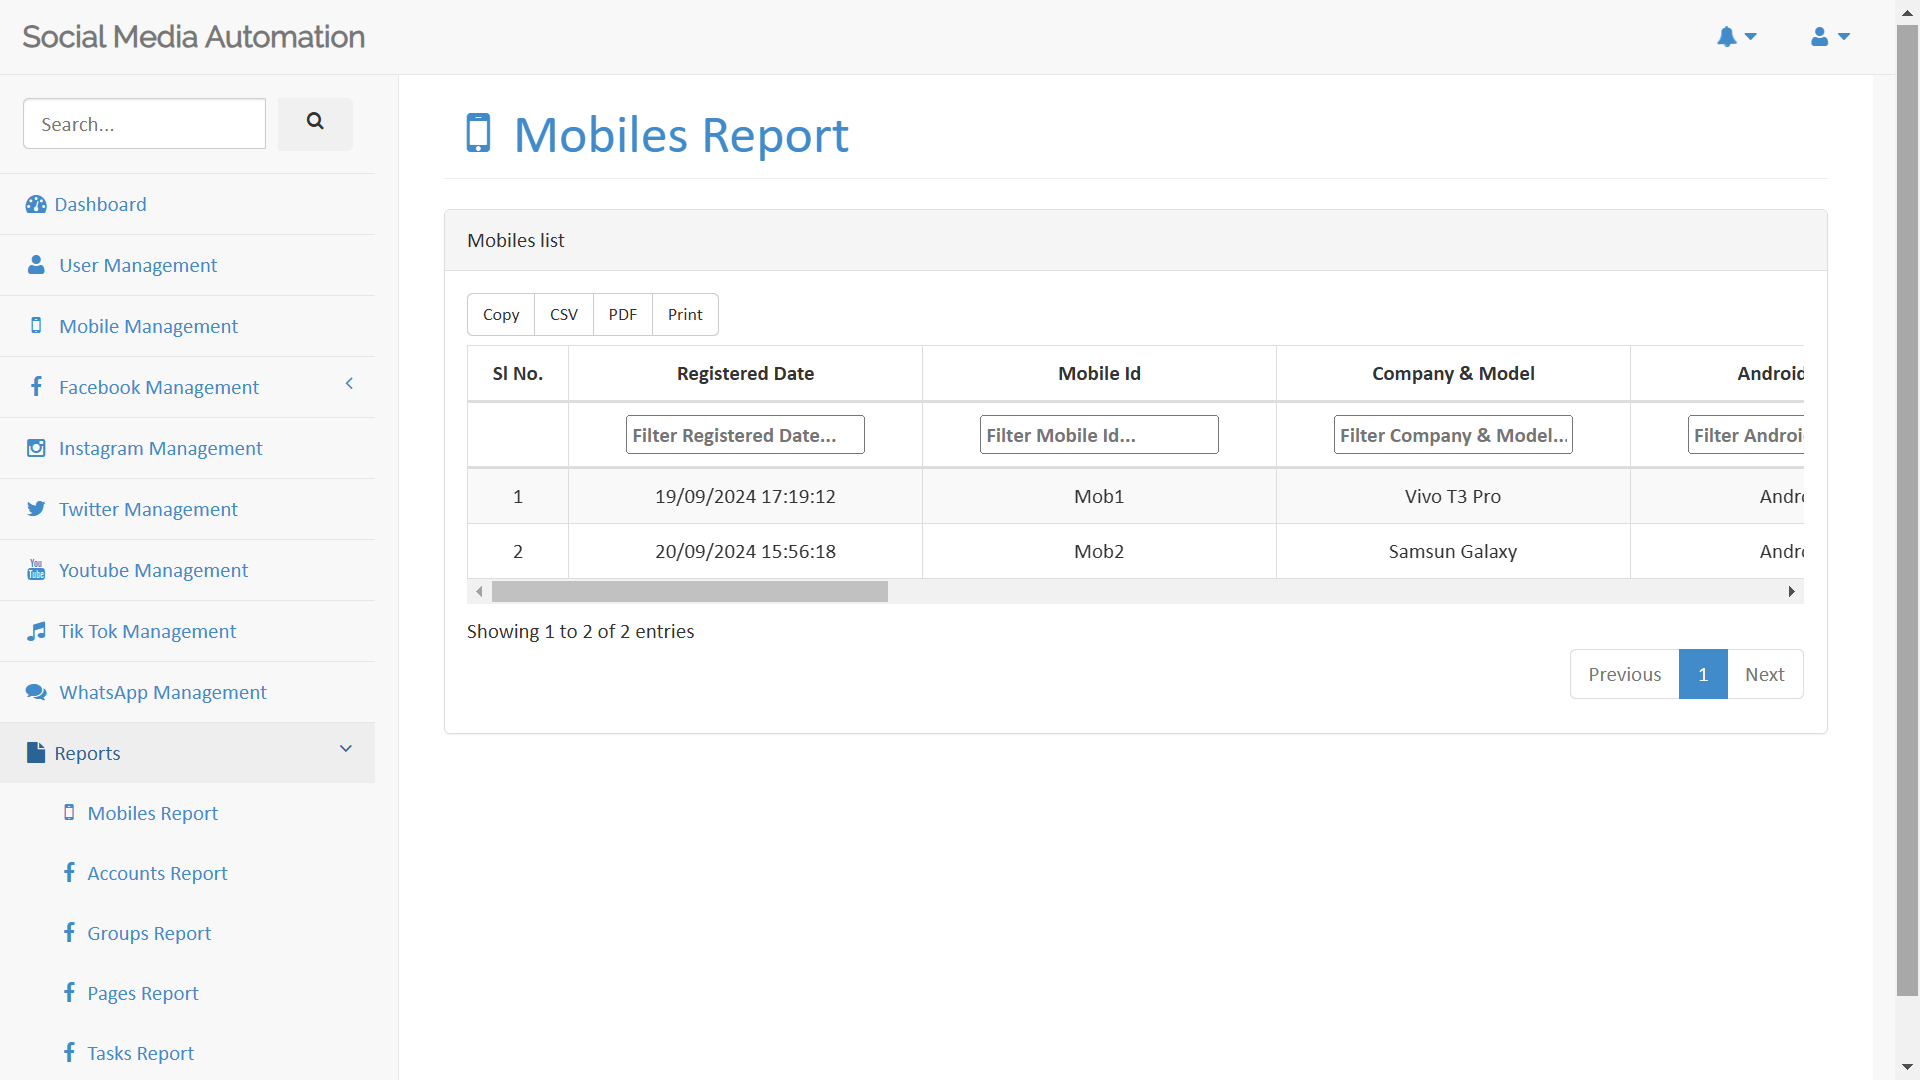 Social Media Automation
Search...
Dashboard
User Management
Mobile Management
Facebook Management
Instagram Management
Twitter Management
Youtube Management
Tik Tok Management
WhatsApp Management
Reports
Mobiles Report
Accounts Report
Groups Report
Pages Report
Tasks Report
Mobiles Report
Mobiles list
Copy CSV PDF Print
Sl No. Registered Date Mobile Id Company & Model Android
Filter Registered Date... Filter Mobile Id... Filter Company & Model... Filter Androi
1 19/09/2024 17:19:12 Mob1 Vivo T3 Pro Andr
2 20/09/2024 15:56:18 Mob2 Samsun Galaxy Andr
Showing 1 to 2 of 2 entries
Previous 1 Next